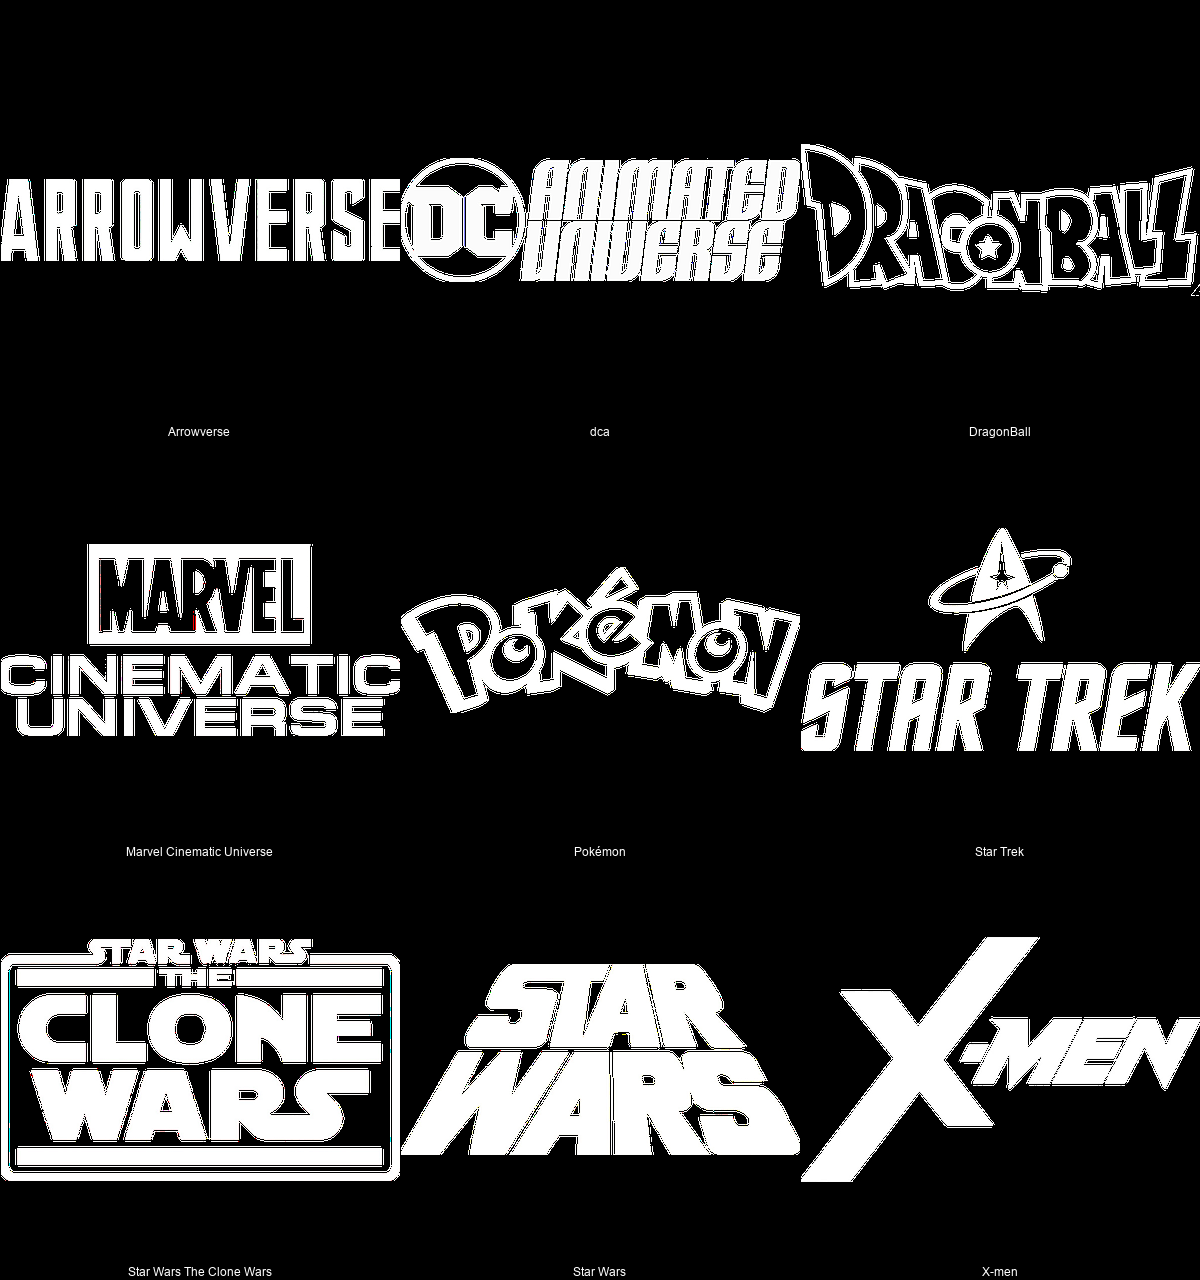 ARROWVERSE
DC
ANIMATED
UNIVERSE
DRAGONBALL
Arrowverse
dca
DragonBall
MARVEL
CINEMATIC
UNIVERSE
POKéMON
STAR TREK
Marvel Cinematic Universe
Pokémon
Star Trek
STAR WARS
THE
CLONE
WARS
STAR
WARS
X-MEN
Star Wars The Clone Wars
Star Wars
X-men